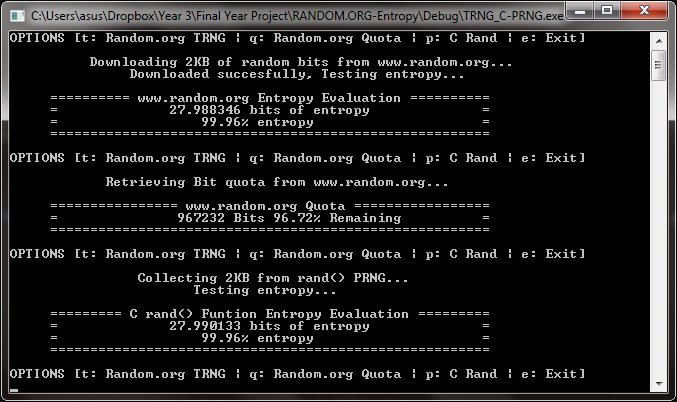 C:\Users\asus\Dropbox\Year 3\Final Year Project\RANDOM.ORG-Entropy\Debug\TRNG_C-PRNG.exe
OPTIONS [t: Random.org TRNG | q: Random.org Quota | p: C Rand | e: Exit]
Downloading 2KB of random bits from www.random.org...
Downloaded succesfully, Testing entropy...
========== www.random.org Entropy Evaluation ==========
= 27.988346 bits of entropy =
= 99.96% entropy =
=======================================================
OPTIONS [t: Random.org TRNG | q: Random.org Quota | p: C Rand | e: Exit]
Retrieving Bit quota from www.random.org...
================ www.random.org Quota =================
= 967232 Bits 96.72% Remaining =
=======================================================
OPTIONS [t: Random.org TRNG | q: Random.org Quota | p: C Rand | e: Exit]
Collecting 2KB from rand() PRNG...
Testing entropy...
========= C rand() Funtion Entropy Evaluation =========
= 27.990133 bits of entropy =
= 99.96% entropy =
=======================================================
OPTIONS [t: Random.org TRNG | q: Random.org Quota | p: C Rand | e: Exit]